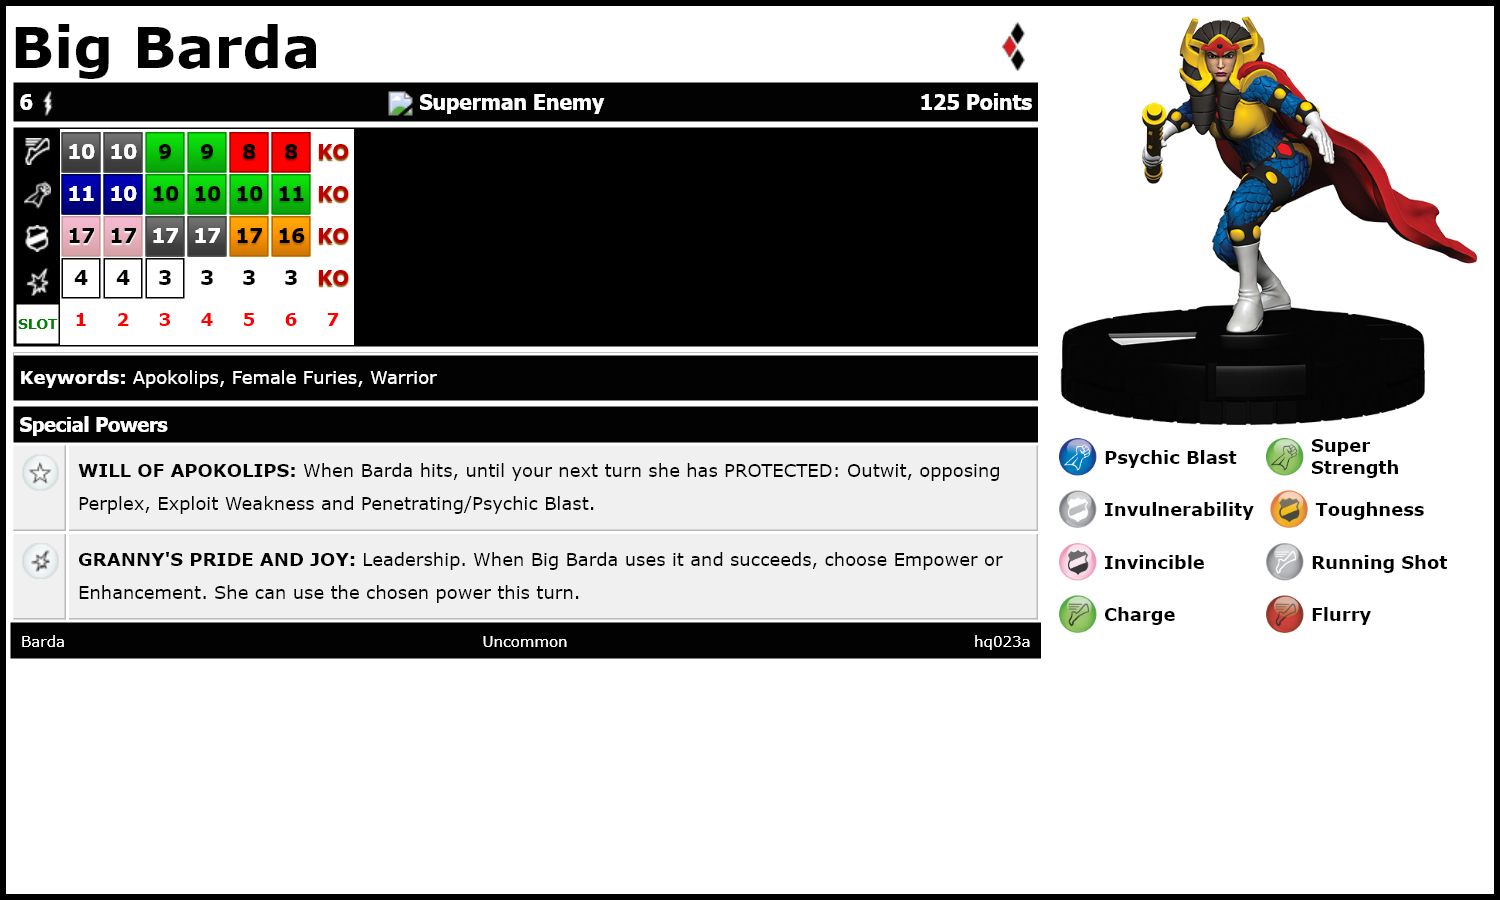 Big Barda
6 Superman Enemy 125 Points
10 10 9 9 8 8 KO
11 10 10 10 10 11 KO
17 17 17 17 17 16 KO
4 4 3 3 3 3 KO
SLOT 1 2 3 4 5 6 7
Keywords: Apokolips, Female Furies, Warrior
Special Powers
WILL OF APOKOLIPS: When Barda hits, until your next turn she has PROTECTED: Outwit, opposing
Perplex, Exploit Weakness and Penetrating/Psychic Blast.
GRANNY'S PRIDE AND JOY: Leadership. When Big Barda uses it and succeeds, choose Empower or
Enhancement. She can use the chosen power this turn.
Barda Uncommon hq023a
Psychic Blast
Super
Strength
Invulnerability Toughness
Invincible Running Shot
Charge Flurry